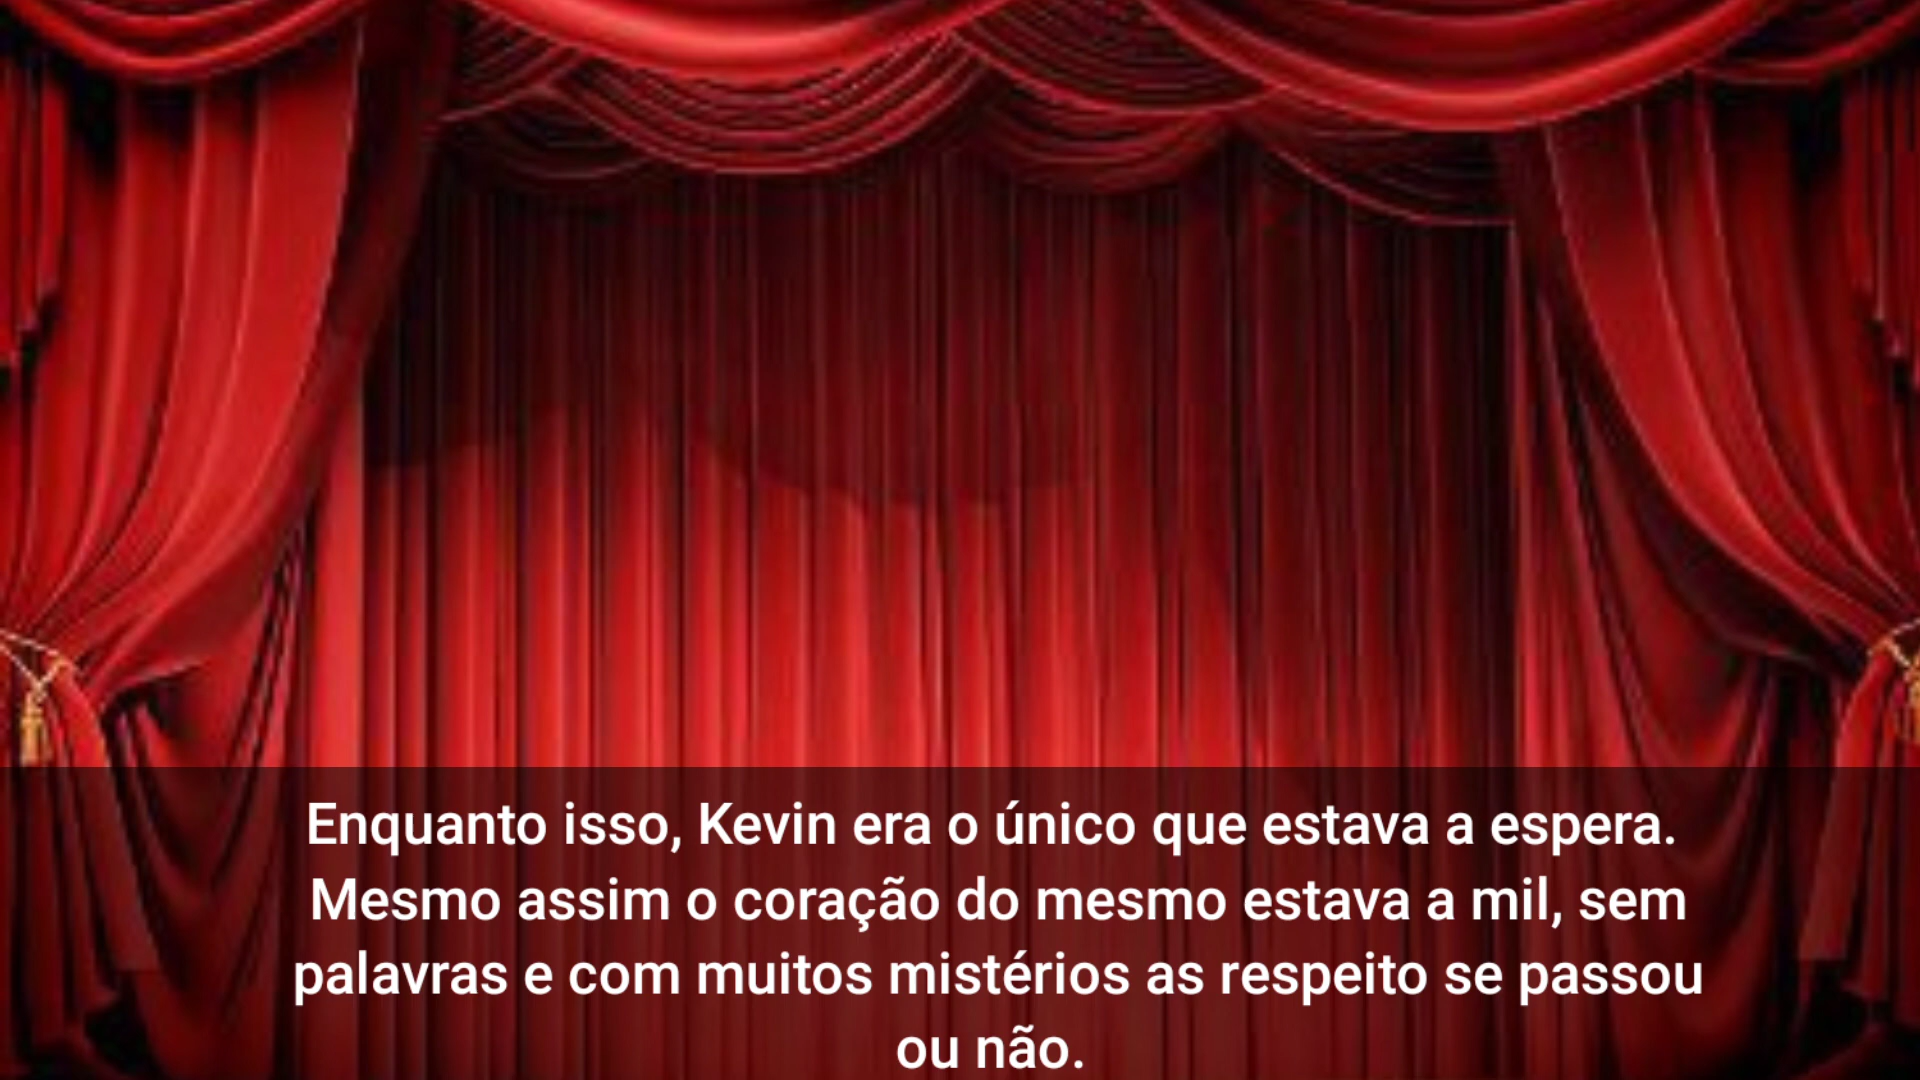 Enquanto isso, Kevin era o único que estava a espera.
Mesmo assim o coração do mesmo estava a mil, sem
palavras e com muitos mistérios as respeito se passou
ou não.